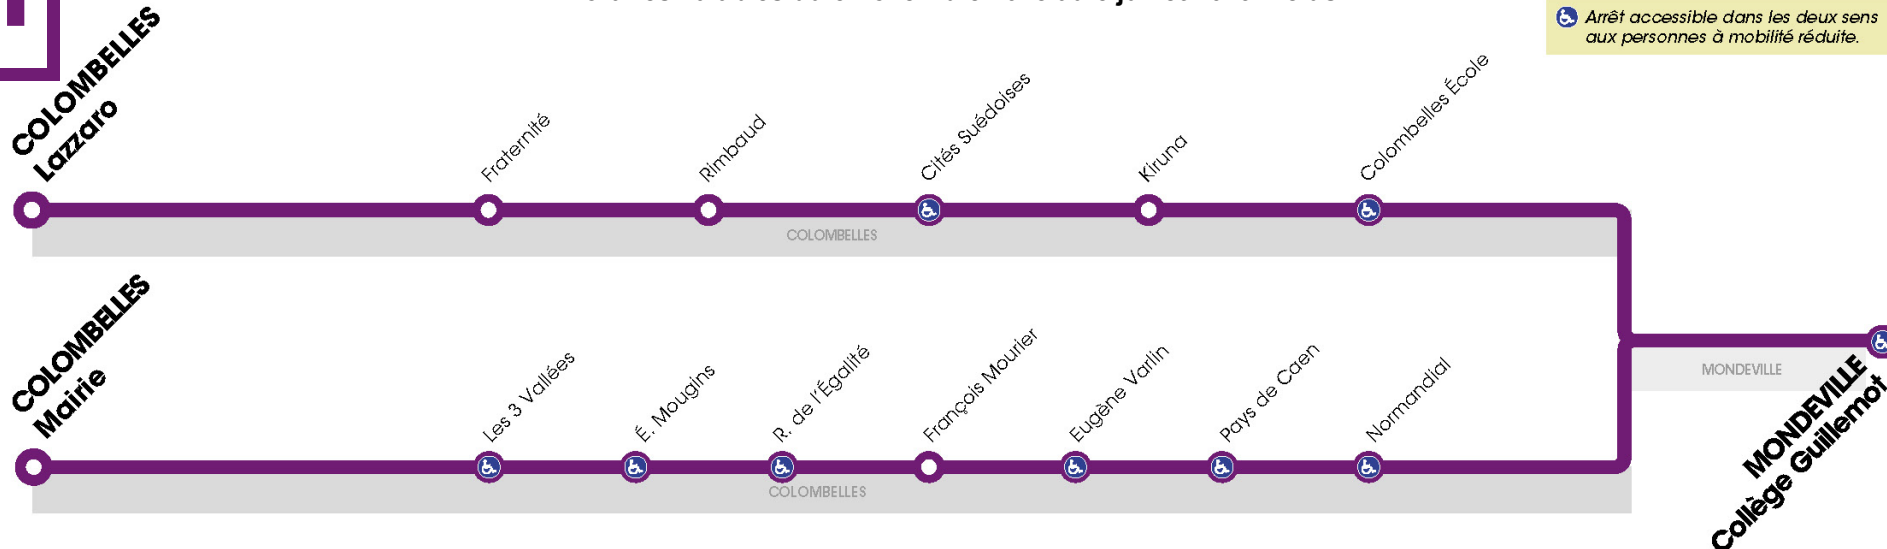 Arrêt accessible dans les deux sens
aux personnes à mobilité réduite.
COLOMBELLES
Lazzaro
Fraternité
Rimbaud
Cités Suédoises
Kiruna
Colombelles École
COLOMBELLES
COLOMBELLES
Mairie
Les 3 Vallées
É. Mougins
R. de l'Égalité
François Mourier
Eugène Varlin
Pays de Caen
Normandial
COLOMBELLES
MONDEVILLE
MONDEVILLE
Collège Guillemot